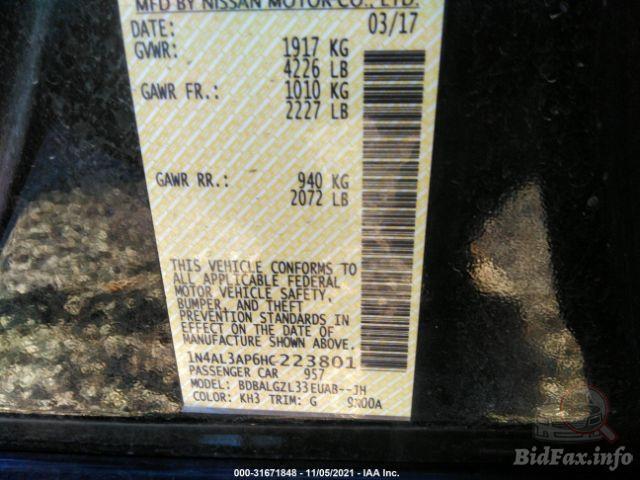 MFD BY NISSAN MOTOR CO., LTD.
DATE: 03/17
GVWR: 1917 KG
4226 LB
GAWR FR.: 1010 KG
2227 LB
GAWR RR.: 940 KG
2072 LB
THIS VEHICLE CONFORMS TO
ALL APPLICABLE FEDERAL
MOTOR VEHICLE SAFETY,
BUMPER, AND THEFT
PREVENTION STANDARDS IN
EFFECT ON THE DATE OF
MANUFACTURE SHOWN ABOVE.
1N4AL3AP6HC223801
PASSENGER CAR 957
MODEL: BDBALGZL33EUAB--JH
COLOR: KH3 TRIM: G
000-31671848 - 11/05/2021 - IAA Inc.
BidFax.info